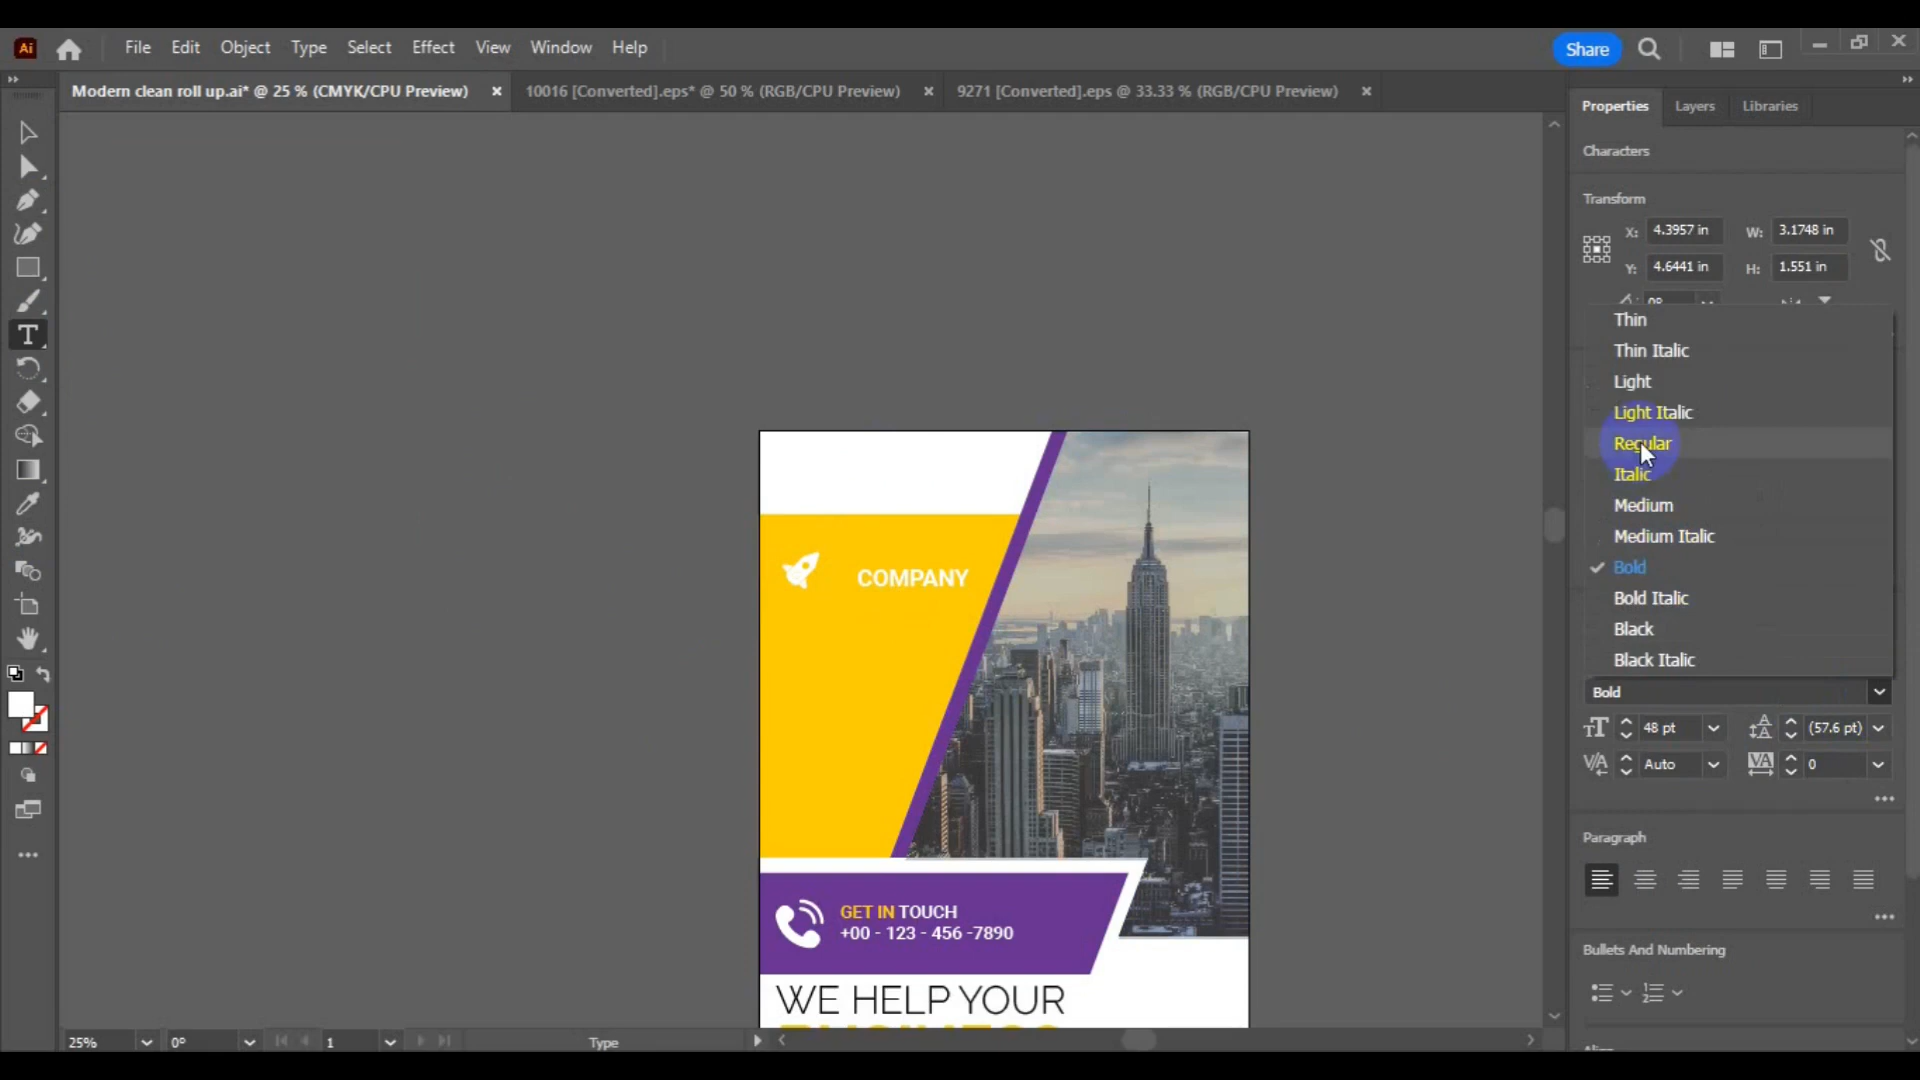 Ai File Edit Object Type Select Effect View Window Help Share
Modern clean roll up.ai* @ 25 % (CMYK/CPU Preview) × 10016 [Converted].eps* @ 50 % (RGB/CPU Preview) × 9271 [Converted].eps @ 33.33 % (RGB/CPU Preview) ×
Properties Layers Libraries
Characters
Transform
X: 4.3957 in W: 3.1748 in
Y: 4.6441 in H: 1.551 in
0°
Thin
Thin Italic
Light
Light Italic
Regular
Italic
Medium
Medium Italic
Bold
Bold Italic
Black
Black Italic
Bold
48 pt (57.6 pt)
Auto 0
Paragraph
Bullets And Numbering
COMPANY
GET IN TOUCH
+00 - 123 - 456 -7890
WE HELP YOUR
BUSINESS
25% 0° 1 Type